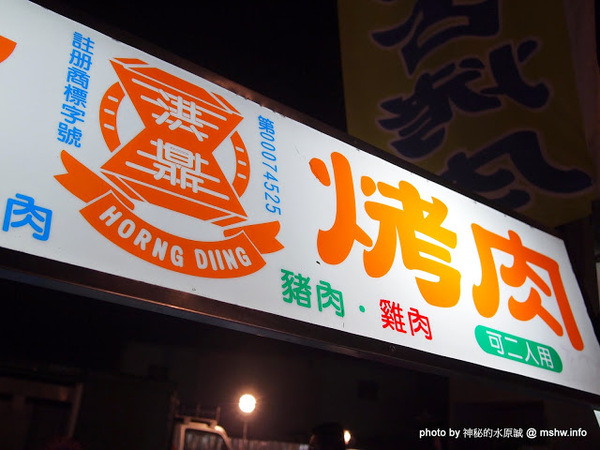 註册商標字號
洪鼎
第00074525
HORNG DIING
肉
烤肉
豬肉·雞肉
可二人用
photo by 神秘的水原誠 @ mshw.info